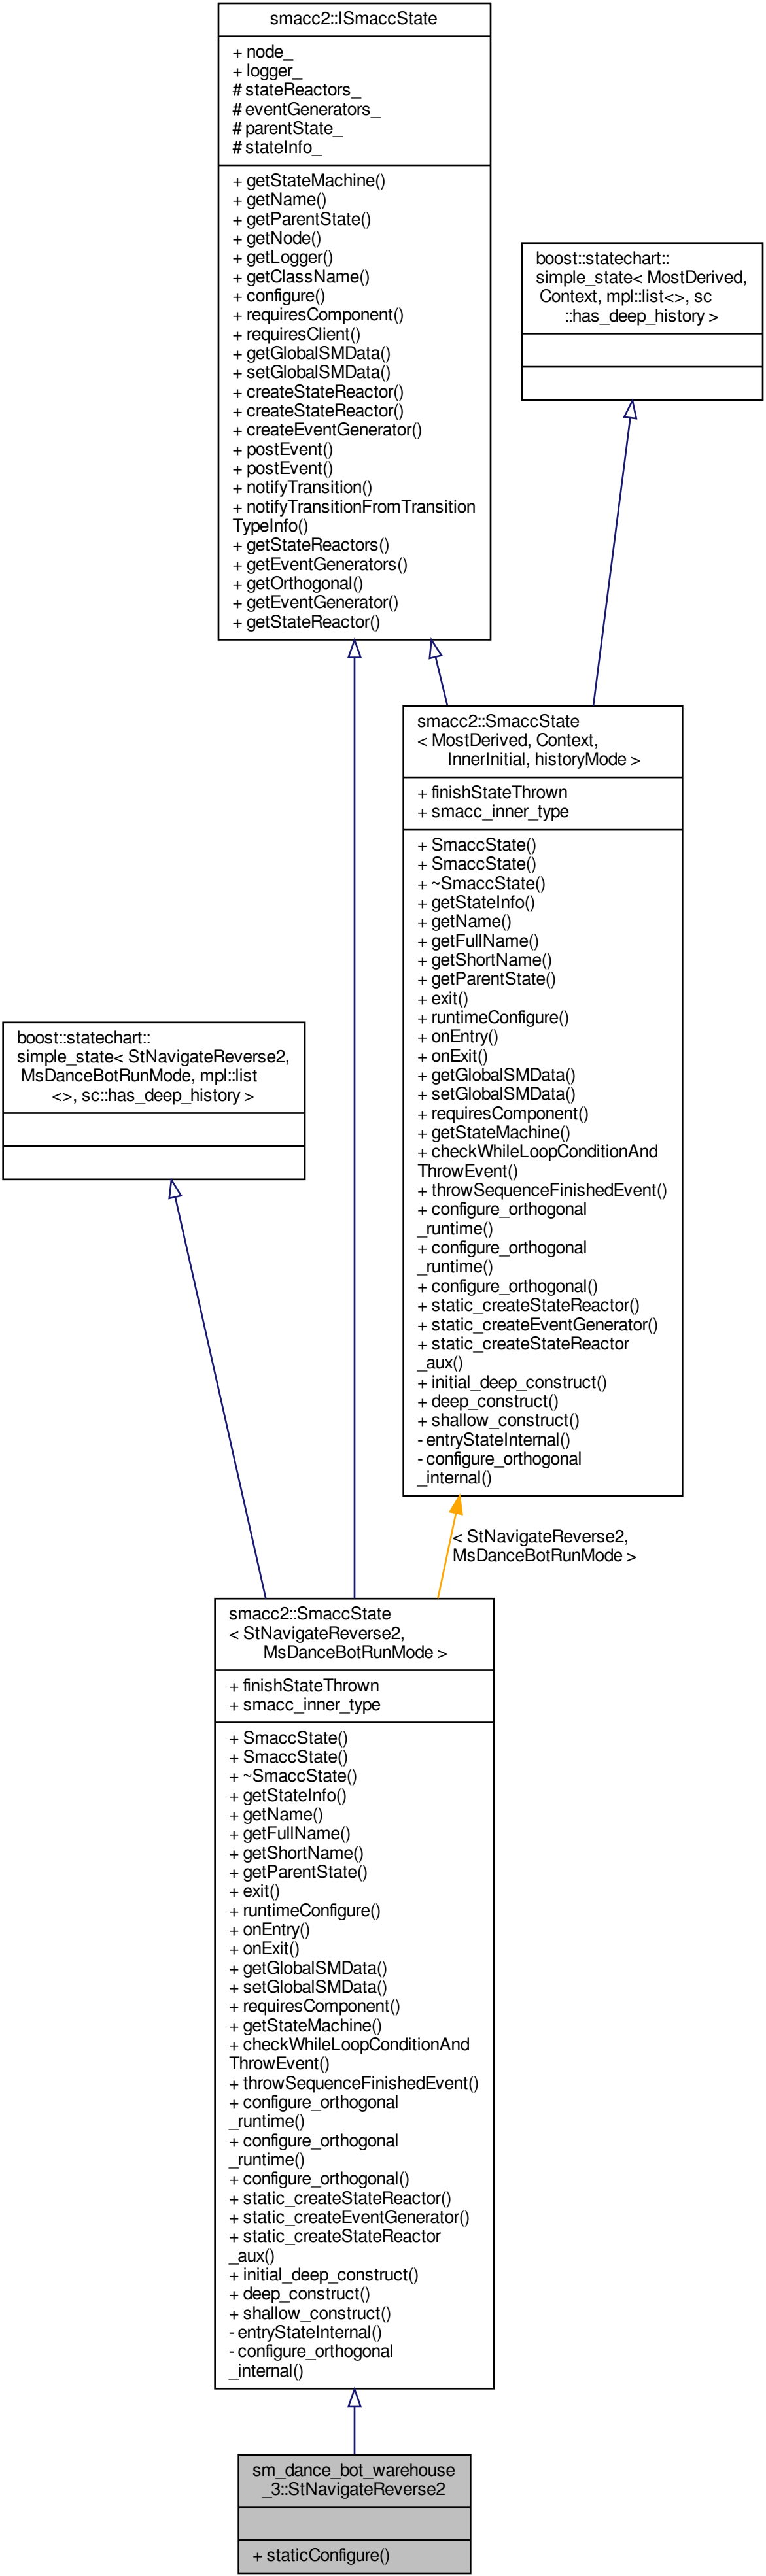 smacc2::ISmaccState
+ node_
+ logger_
# stateReactors_
# eventGenerators_
# parentState_
# stateInfo_
+ getStateMachine()
+ getName()
+ getParentState()
+ getNode()
+ getLogger()
+ getClassName()
+ configure()
+ requiresComponent()
+ requiresClient()
+ getGlobalSMData()
+ setGlobalSMData()
+ createStateReactor()
+ createStateReactor()
+ createEventGenerator()
+ postEvent()
+ postEvent()
+ notifyTransition()
+ notifyTransitionFromTransition
TypeInfo()
+ getStateReactors()
+ getEventGenerators()
+ getOrthogonal()
+ getEventGenerator()
+ getStateReactor()
boost::statechart::
simple_state< MostDerived,
Context, mpl::list<>, sc
::has_deep_history >
smacc2::SmaccState
< MostDerived, Context,
InnerInitial, historyMode >
+ finishStateThrown
+ smacc_inner_type
+ SmaccState()
+ SmaccState()
+ ~SmaccState()
+ getStateInfo()
+ getName()
+ getFullName()
+ getShortName()
+ getParentState()
+ exit()
+ runtimeConfigure()
+ onEntry()
+ onExit()
+ getGlobalSMData()
+ setGlobalSMData()
+ requiresComponent()
+ getStateMachine()
+ checkWhileLoopConditionAnd
ThrowEvent()
+ throwSequenceFinishedEvent()
+ configure_orthogonal
_runtime()
+ configure_orthogonal
_runtime()
+ configure_orthogonal()
+ static_createStateReactor()
+ static_createEventGenerator()
+ static_createStateReactor
_aux()
+ initial_deep_construct()
+ deep_construct()
+ shallow_construct()
- entryStateInternal()
- configure_orthogonal
_internal()
boost::statechart::
simple_state< StNavigateReverse2,
MsDanceBotRunMode, mpl::list
<>, sc::has_deep_history >
< StNavigateReverse2,
MsDanceBotRunMode >
smacc2::SmaccState
< StNavigateReverse2,
MsDanceBotRunMode >
+ finishStateThrown
+ smacc_inner_type
+ SmaccState()
+ SmaccState()
+ ~SmaccState()
+ getStateInfo()
+ getName()
+ getFullName()
+ getShortName()
+ getParentState()
+ exit()
+ runtimeConfigure()
+ onEntry()
+ onExit()
+ getGlobalSMData()
+ setGlobalSMData()
+ requiresComponent()
+ getStateMachine()
+ checkWhileLoopConditionAnd
ThrowEvent()
+ throwSequenceFinishedEvent()
+ configure_orthogonal
_runtime()
+ configure_orthogonal
_runtime()
+ configure_orthogonal()
+ static_createStateReactor()
+ static_createEventGenerator()
+ static_createStateReactor
_aux()
+ initial_deep_construct()
+ deep_construct()
+ shallow_construct()
- entryStateInternal()
- configure_orthogonal
_internal()
sm_dance_bot_warehouse
_3::StNavigateReverse2
+ staticConfigure()